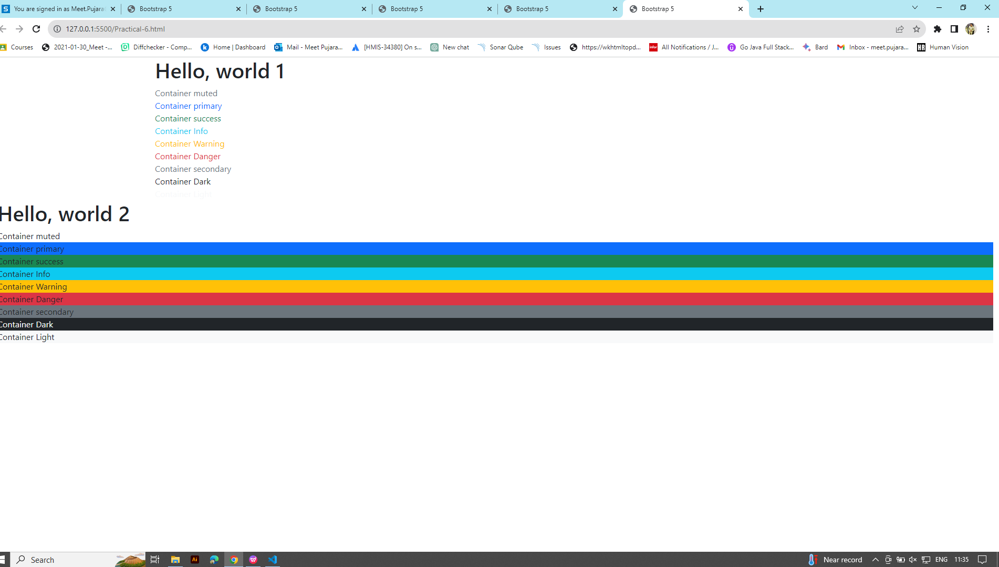 You are signed in as Meet.Pujara
Bootstrap 5
Bootstrap 5
Bootstrap 5
Bootstrap 5
Bootstrap 5
127.0.0.1:5500/Practical-6.html
Courses
2021-01-30_Meet -...
Diffchecker - Comp...
Home | Dashboard
Mail - Meet Pujara...
[HMIS-34380] On s...
New chat
Sonar Qube
Issues
https://wkhtmltopd...
All Notifications / J...
Go Java Full Stack...
Bard
Inbox - meet.pujara...
Human Vision
Hello, world 1
Container muted
Container primary
Container success
Container Info
Container Warning
Container Danger
Container secondary
Container Dark
Container Light
Hello, world 2
Container muted
Container primary
Container success
Container Info
Container Warning
Container Danger
Container secondary
Container Dark
Container Light
Search
Ai
Near record
ENG
11:35